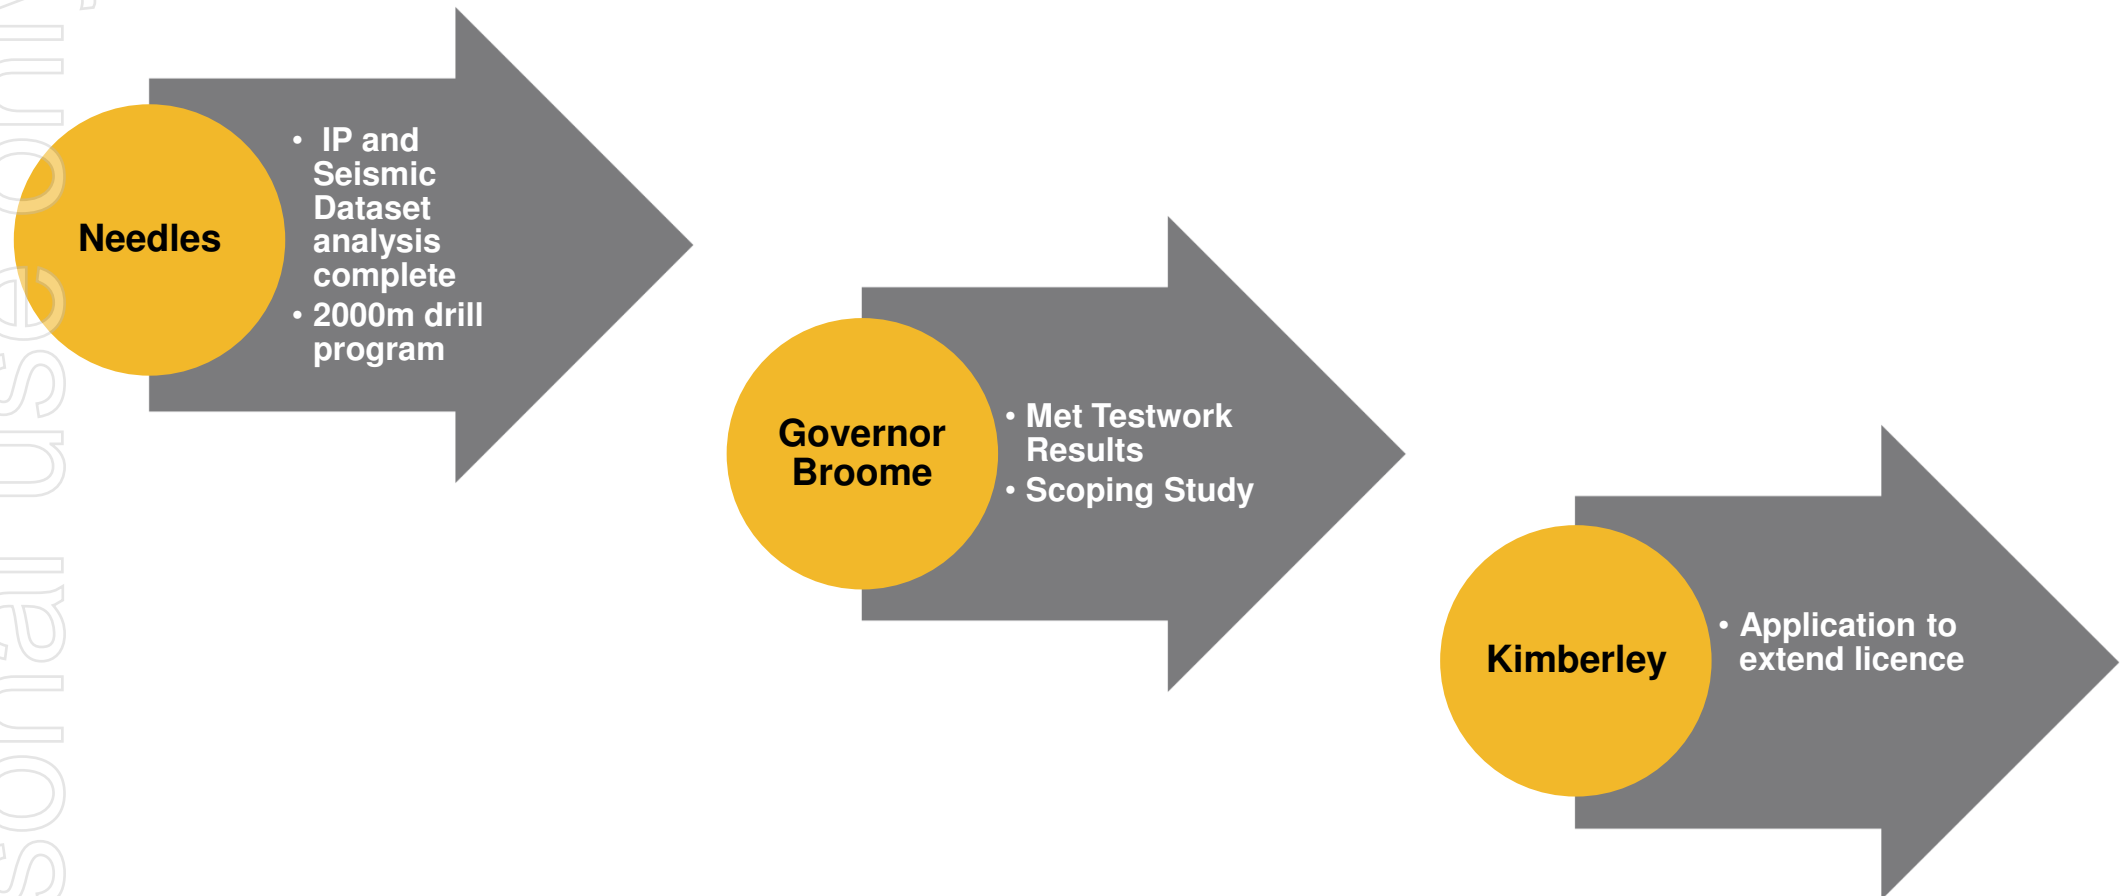 Needles
• IP and
Seismic
Dataset
analysis
complete
• 2000m drill
program
Governor
Broome
• Met Testwork
Results
• Scoping Study
Kimberley
• Application to
extend licence
use